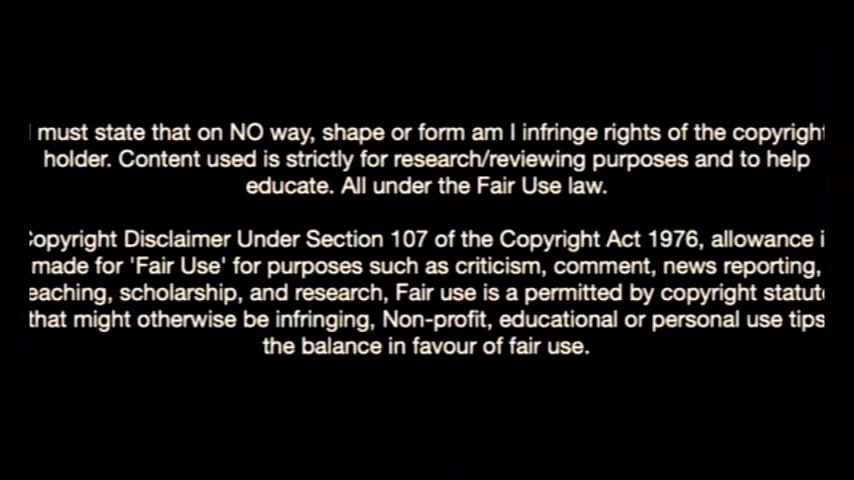 I must state that on NO way, shape or form am I infringe rights of the copyright
holder. Content used is strictly for research/reviewing purposes and to help
educate. All under the Fair Use law.
Copyright Disclaimer Under Section 107 of the Copyright Act 1976, allowance i
made for 'Fair Use' for purposes such as criticism, comment, news reporting,
eaching, scholarship, and research, Fair use is a permitted by copyright statute
that might otherwise be infringing, Non-profit, educational or personal use tips
the balance in favour of fair use.